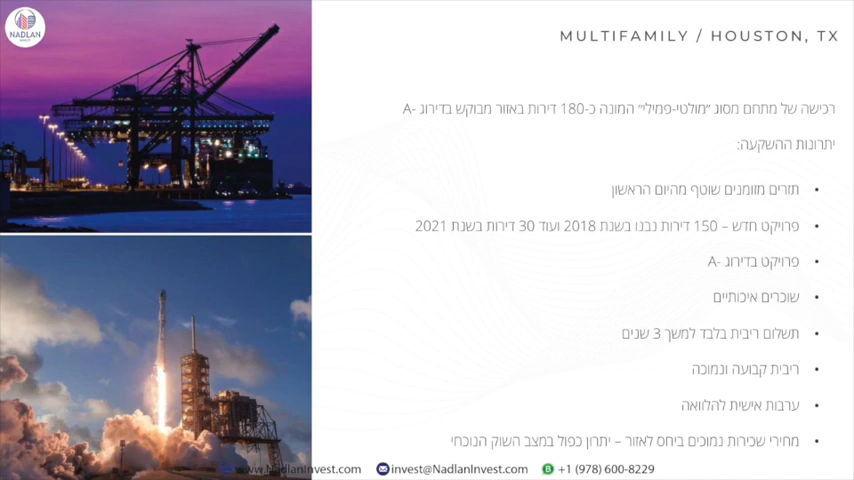 NADLAN
INVEST
MULTIFAMILY / HOUSTON, TX
רכישה של מתחם מסוג "מולטי-פמילי" המונה כ-180 דירות באזור מבוקש בדירוג A-
יתרונות ההשקעה:
• תזרים מזומנים שוטף מהיום הראשון
• פרויקט חדש – 150 דירות נבנו בשנת 2018 ועוד 30 דירות בשנת 2021
• פרויקט בדירוג A-
• שוכרים איכותיים
• תשלום ריבית בלבד למשך 3 שנים
• ריבית קבועה ונמוכה
• ערבות אישית להלוואה
• מחירי שכירות נמוכים ביחס לאזור – יתרון כפול במצב השוק הנוכחי
www.NadlanInvest.com invest@NadlanInvest.com +1 (978) 600-8229